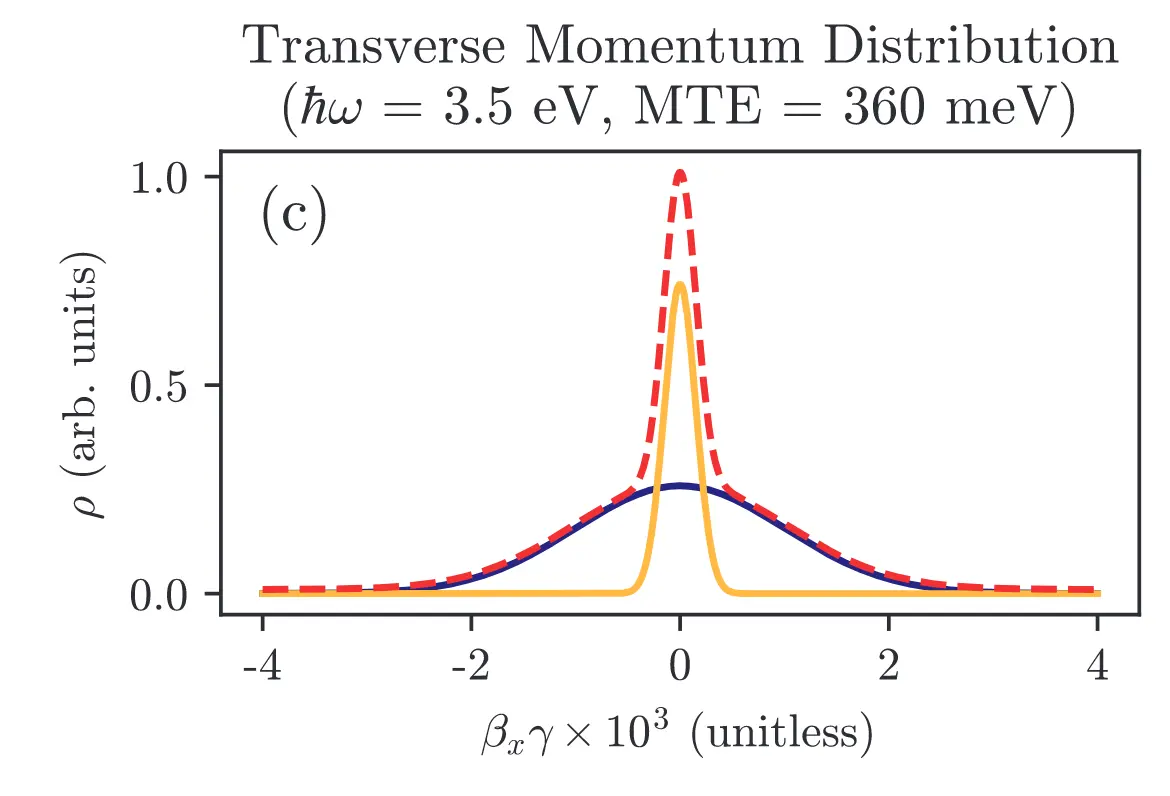 Transverse Momentum Distribution
(ħω = 3.5 eV, MTE = 360 meV)
(c)
1.0
0.5
0.0
ρ (arb. units)
-4 -2 0 2 4
βₓγ × 10³ (unitless)